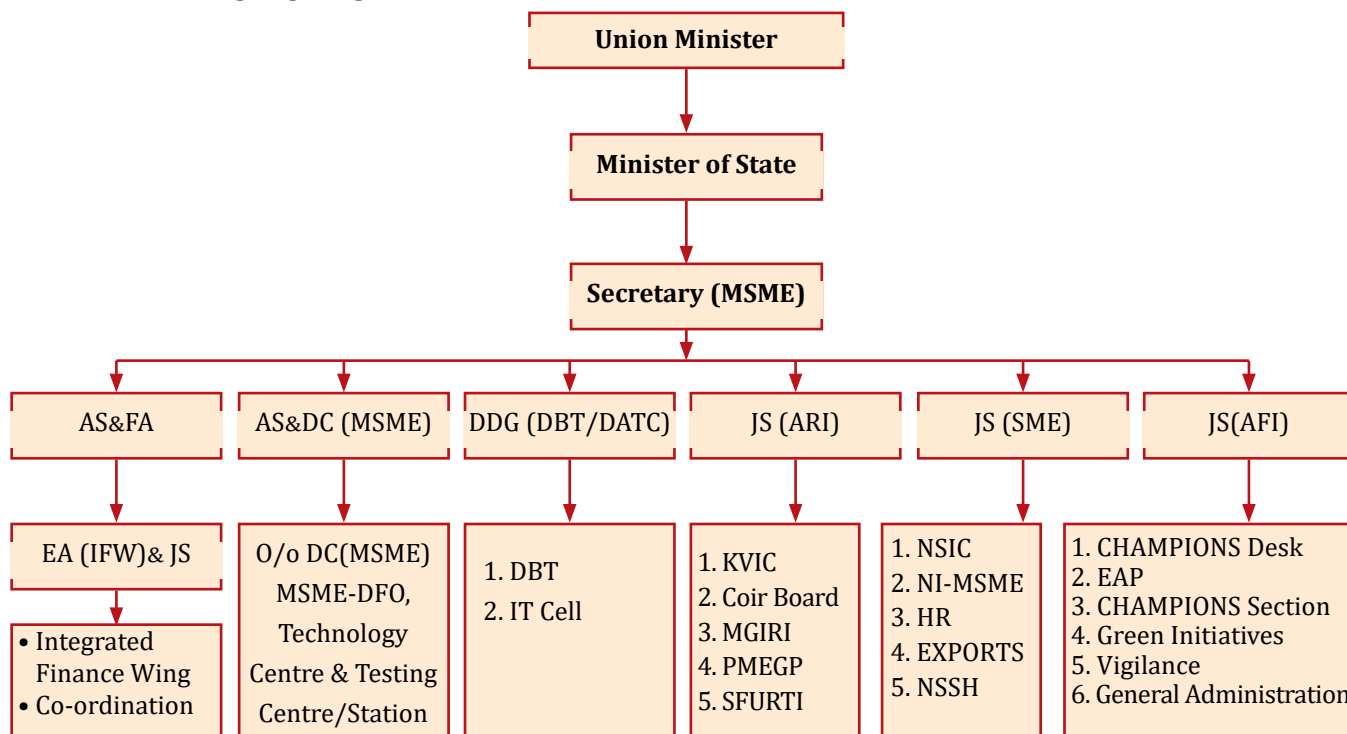 Union Minister
Minister of State
Secretary (MSME)
AS&FA
AS&DC (MSME)
DDG (DBT/DATC)
JS (ARI)
JS (SME)
JS(AFI)
EA (IFW)& JS
• Integrated
Finance Wing
• Co-ordination
O/o DC(MSME)
MSME-DFO,
Technology
Centre & Testing
Centre/Station
1. DBT
2. IT Cell
1. KVIC
2. Coir Board
3. MGIRI
4. PMEGP
5. SFURTI
1. NSIC
2. NI-MSME
3. HR
4. EXPORTS
5. NSSH
1. CHAMPIONS Desk
2. EAP
3. CHAMPIONS Section
4. Green Initiatives
5. Vigilance
6. General Administration